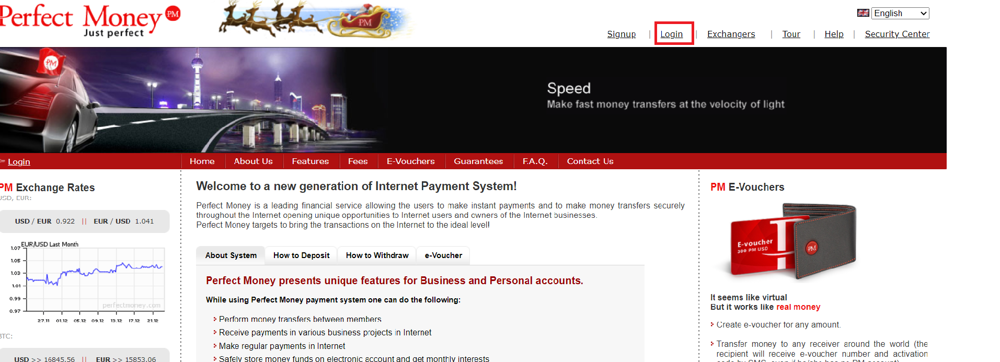 Perfect Money PM
Just perfect
PM
English
Signup | Login | Exchangers | Tour | Help | Security Center
PM
Speed
Make fast money transfers at the velocity of light
Login
Home About Us Features Fees E-Vouchers Guarantees F.A.Q. Contact Us
PM Exchange Rates
USD, EUR:
USD / EUR 0.922 || EUR / USD 1.041
EUR/USD Last Month
1.07
1.05
1.03
1.01
0.99
0.97
perfectmoney.com
27.11 01.12 05.12 09.12 13.12 17.12 21.12
BTC:
USD >> 16845.56 || EUR >> 15853.06
Welcome to a new generation of Internet Payment System!
Perfect Money is a leading financial service allowing the users to make instant payments and to make money transfers securely
throughout the Internet opening unique opportunities to Internet users and owners of the Internet businesses.
Perfect Money targets to bring the transactions on the Internet to the ideal level!
About System How to Deposit How to Withdraw e-Voucher
Perfect Money presents unique features for Business and Personal accounts.
While using Perfect Money payment system one can do the following:
Perform money transfers between members
Receive payments in various business projects in Internet
Make regular payments in Internet
Safely store money funds on electronic account and get monthly interests
PM E-Vouchers
E-voucher
300 PM USD
PM
It seems like virtual
But it works like real money
Create e-voucher for any amount.
Transfer money to any receiver around the world (the
recipient will receive e-voucher number and activation
code by SMS, even if he/she has no PM account)